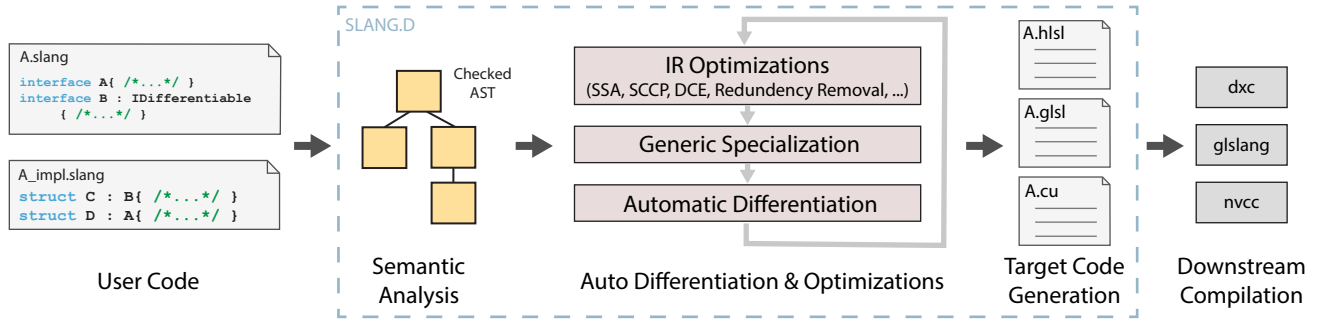 SLANG.D
A.slang
interface A{ /*...*/ }
interface B : IDifferentiable
{ /*...*/ }
A_impl.slang
struct C : B{ /*...*/ }
struct D : A{ /*...*/ }
User Code
Checked
AST
Semantic
Analysis
IR Optimizations
(SSA, SCCP, DCE, Redundancy Removal, ...)
Generic Specialization
Automatic Differentiation
Auto Differentiation & Optimizations
A.hlsl
A.glsl
A.cu
Target Code
Generation
dxc
glslang
nvcc
Downstream
Compilation